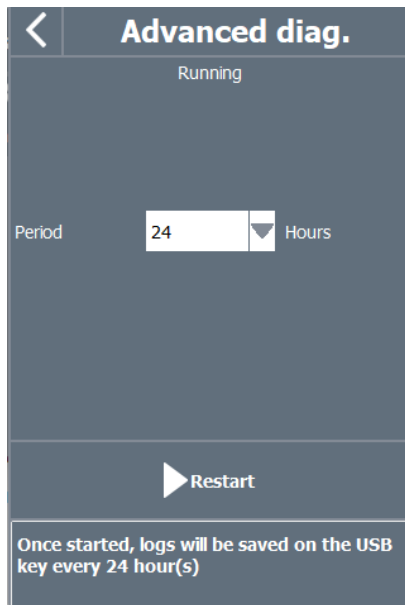 Advanced diag.
Running
Period 24 Hours
Restart
Once started, logs will be saved on the USB
key every 24 hour(s)